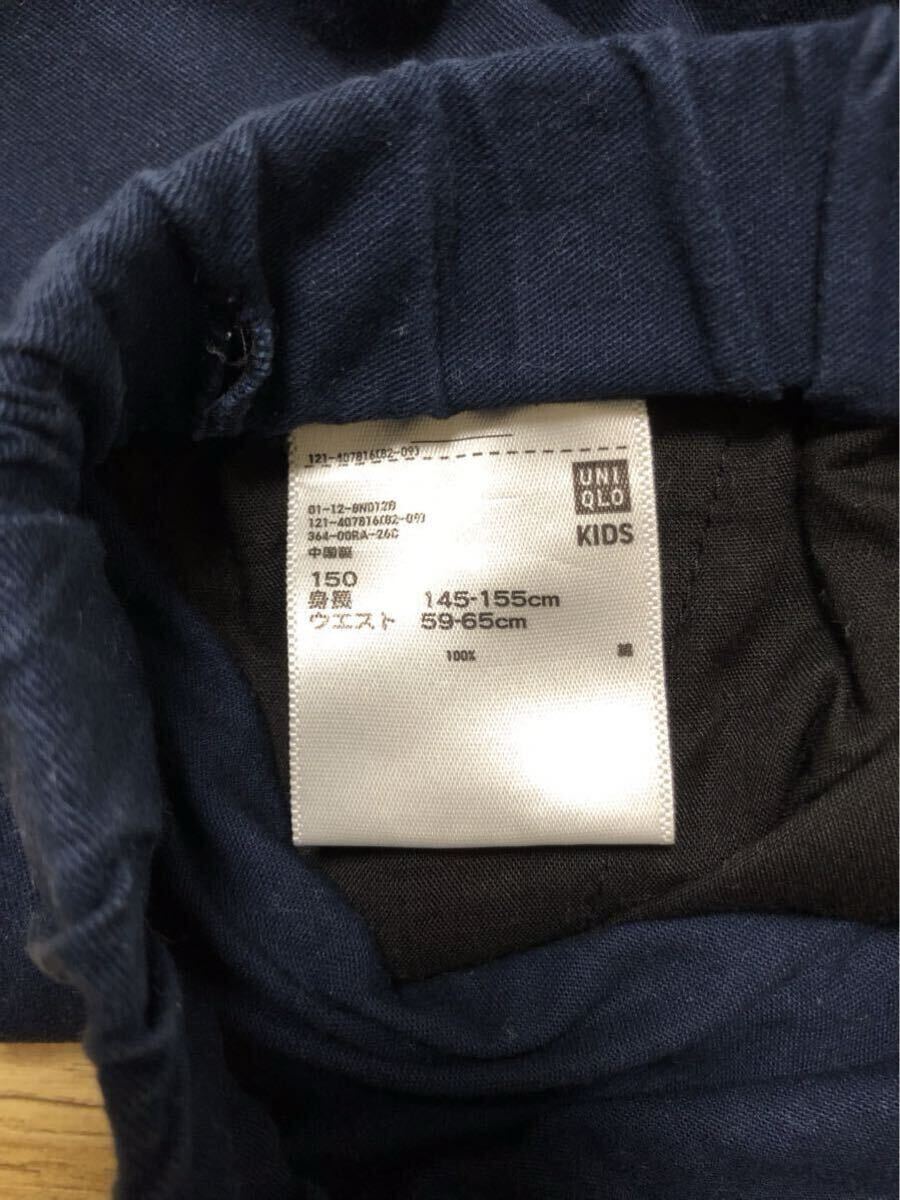 121-407816(82-09)
UNI
QLO
KIDS
01-12-8N0120
121-407816(82-09)
364-00RA-26C
中国製
150
身長 145-155cm
ウエスト 59-65cm
100% 綿